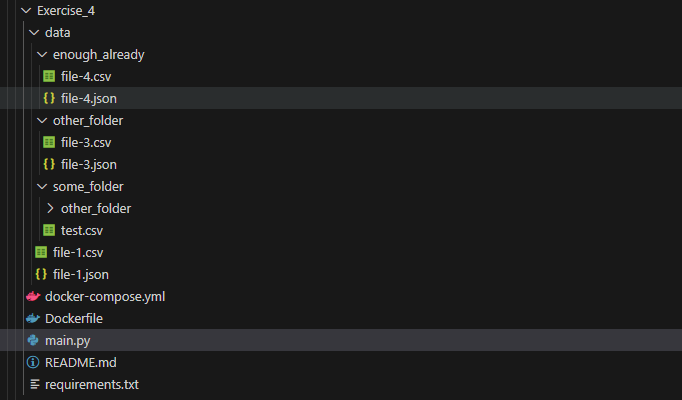 Exercise_4
data
enough_already
file-4.csv
file-4.json
other_folder
file-3.csv
file-3.json
some_folder
other_folder
test.csv
file-1.csv
file-1.json
docker-compose.yml
Dockerfile
main.py
README.md
requirements.txt